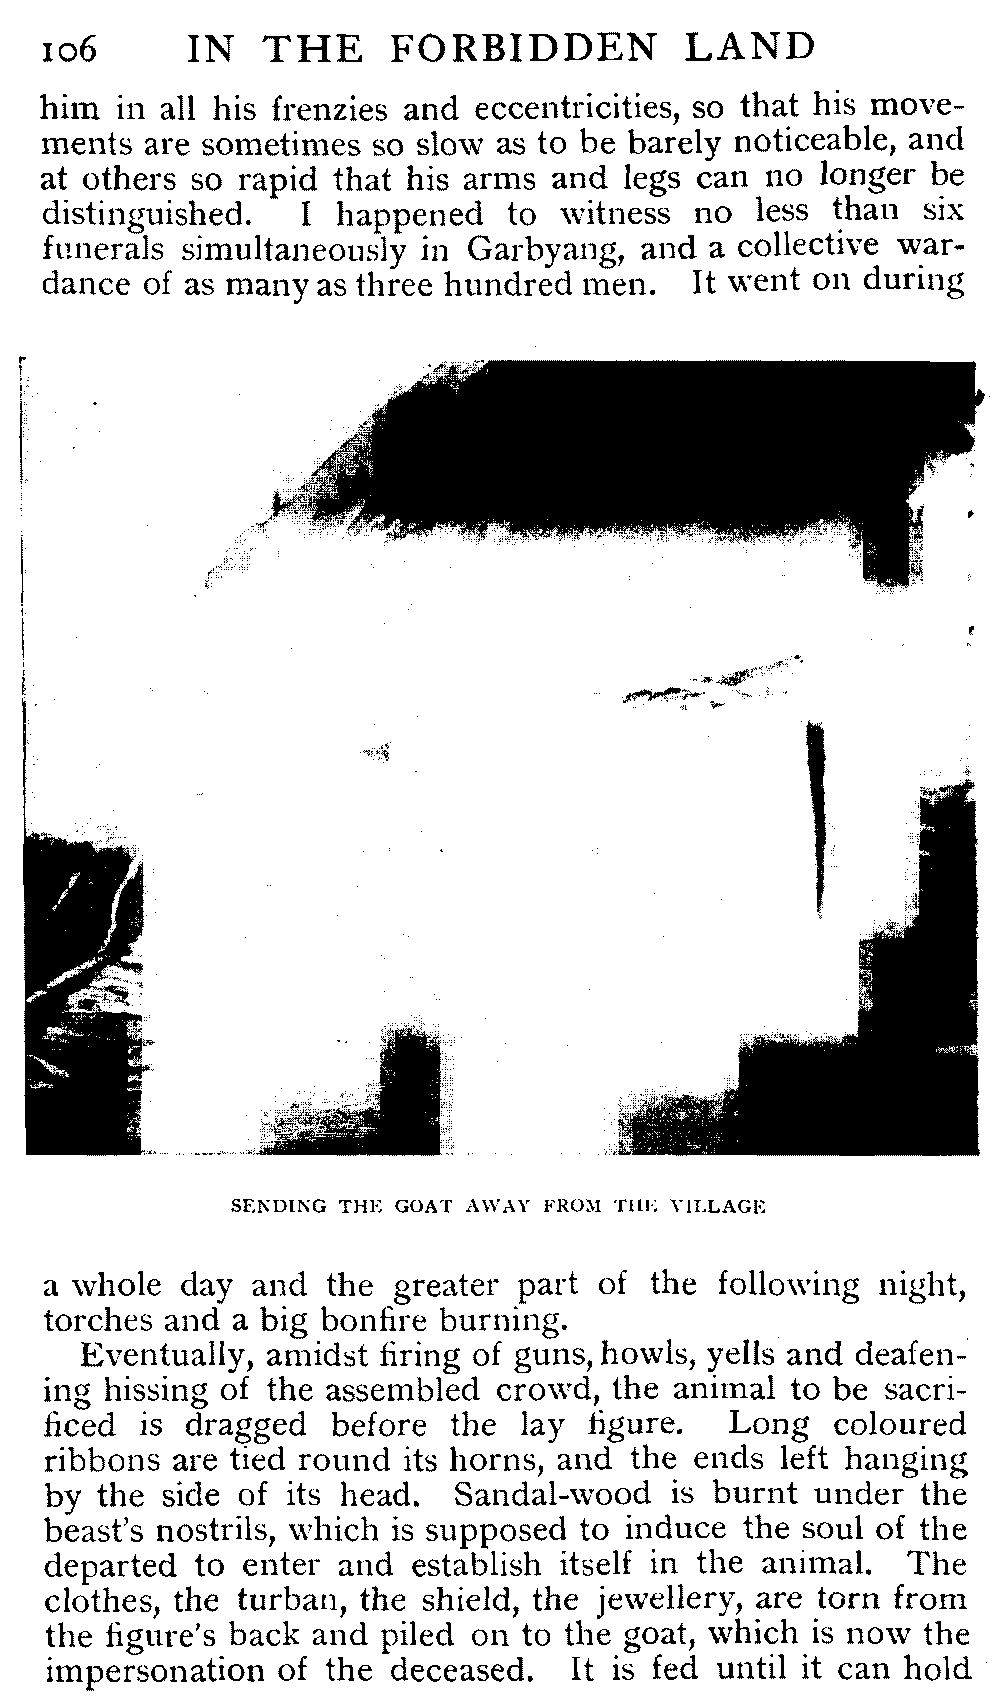 106 IN THE FORBIDDEN LAND
him in all his frenzies and eccentricities, so that his move-
ments are sometimes so slow as to be barely noticeable, and
at others so rapid that his arms and legs can no longer be
distinguished. I happened to witness no less than six
funerals simultaneously in Garbyang, and a collective war-
dance of as many as three hundred men. It went on during
SENDING THE GOAT AWAY FROM THE VILLAGE
a whole day and the greater part of the following night,
torches and a big bonfire burning.
Eventually, amidst firing of guns, howls, yells and deafen-
ing hissing of the assembled crowd, the animal to be sacri-
ficed is dragged before the lay figure. Long coloured
ribbons are tied round its horns, and the ends left hanging
by the side of its head. Sandal-wood is burnt under the
beast's nostrils, which is supposed to induce the soul of the
departed to enter and establish itself in the animal. The
clothes, the turban, the shield, the jewellery, are torn from
the figure's back and piled on to the goat, which is now the
impersonation of the deceased. It is fed until it can hold